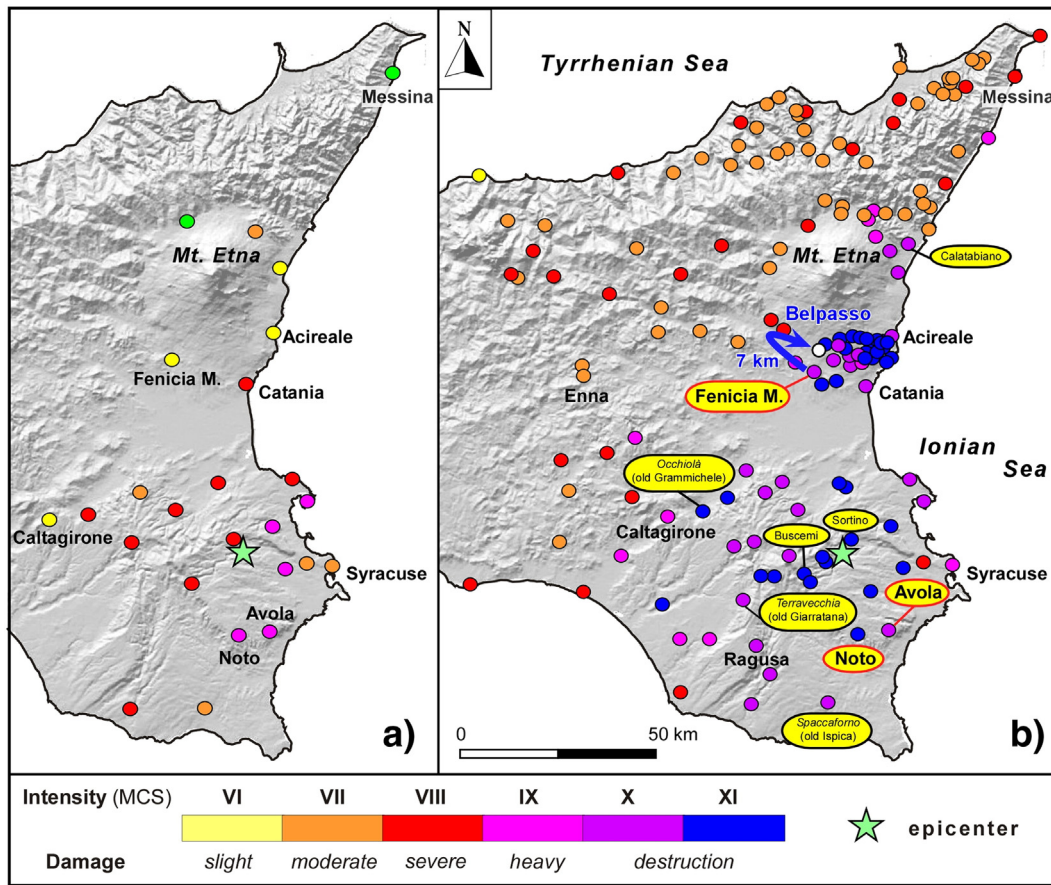 Messina
Mt. Etna
Acireale
Fenicia M.
Catania
Caltagirone
Syracuse
Avola
Noto
a)
N
Tyrrhenian Sea
Messina
Mt. Etna
Calatabiano
Belpasso
Acireale
7 km
Fenicia M.
Catania
Enna
Ionian
Sea
Occhiolà
(old Grammichele)
Caltagirone
Sortino
Buscemi
Syracuse
Avola
Terravecchia
(old Giarratana)
Noto
Ragusa
Spaccaforno
(old Ispica)
0 50 km
b)
Intensity (MCS) VI VII VIII IX X XI
epicenter
Damage slight moderate severe heavy destruction